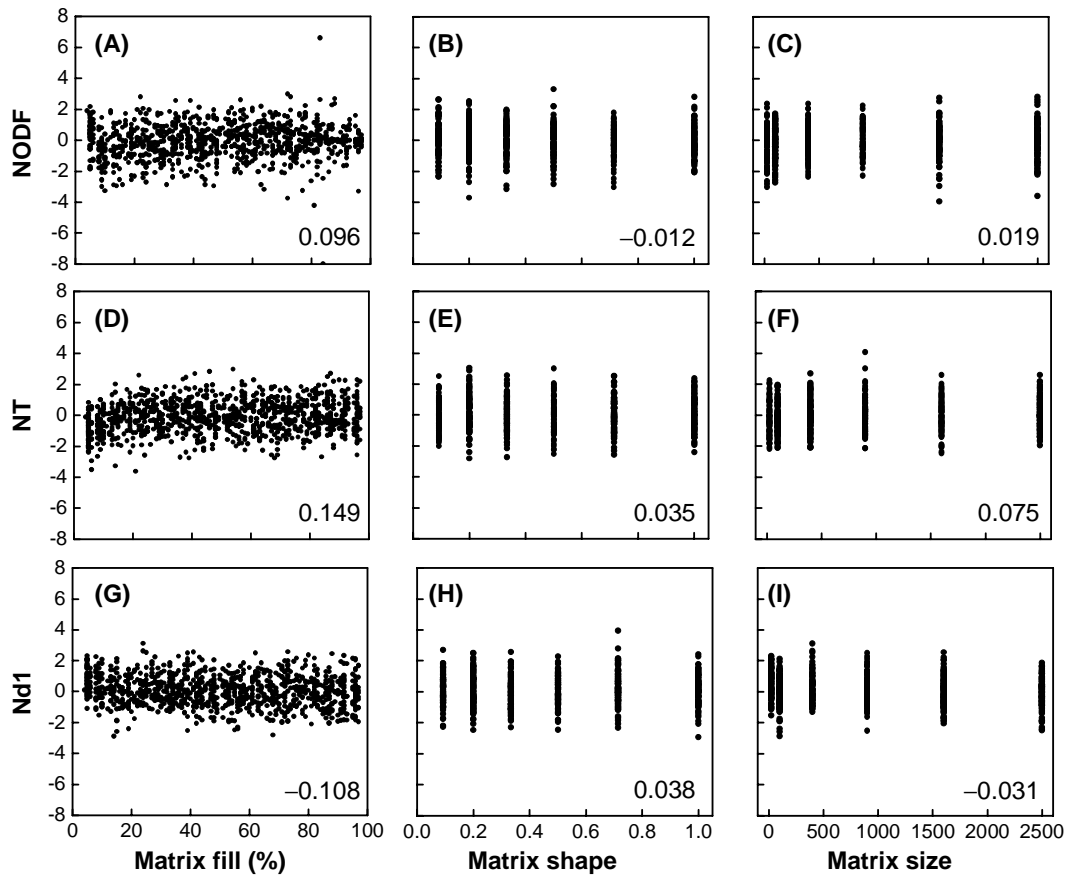 (A) (B) (C)
8
6
4
2
0
-2
-4
-6
-8
NODF
0.096 −0.012 0.019
(D) (E) (F)
8
6
4
2
0
-2
-4
-6
-8
NT
0.149 0.035 0.075
(G) (H) (I)
8
6
4
2
0
-2
-4
-6
-8
Nd1
−0.108 0.038 −0.031
0 20 40 60 80 100 0.0 0.2 0.4 0.6 0.8 1.0 0 500 1000 1500 2000 2500
Matrix fill (%) Matrix shape Matrix size